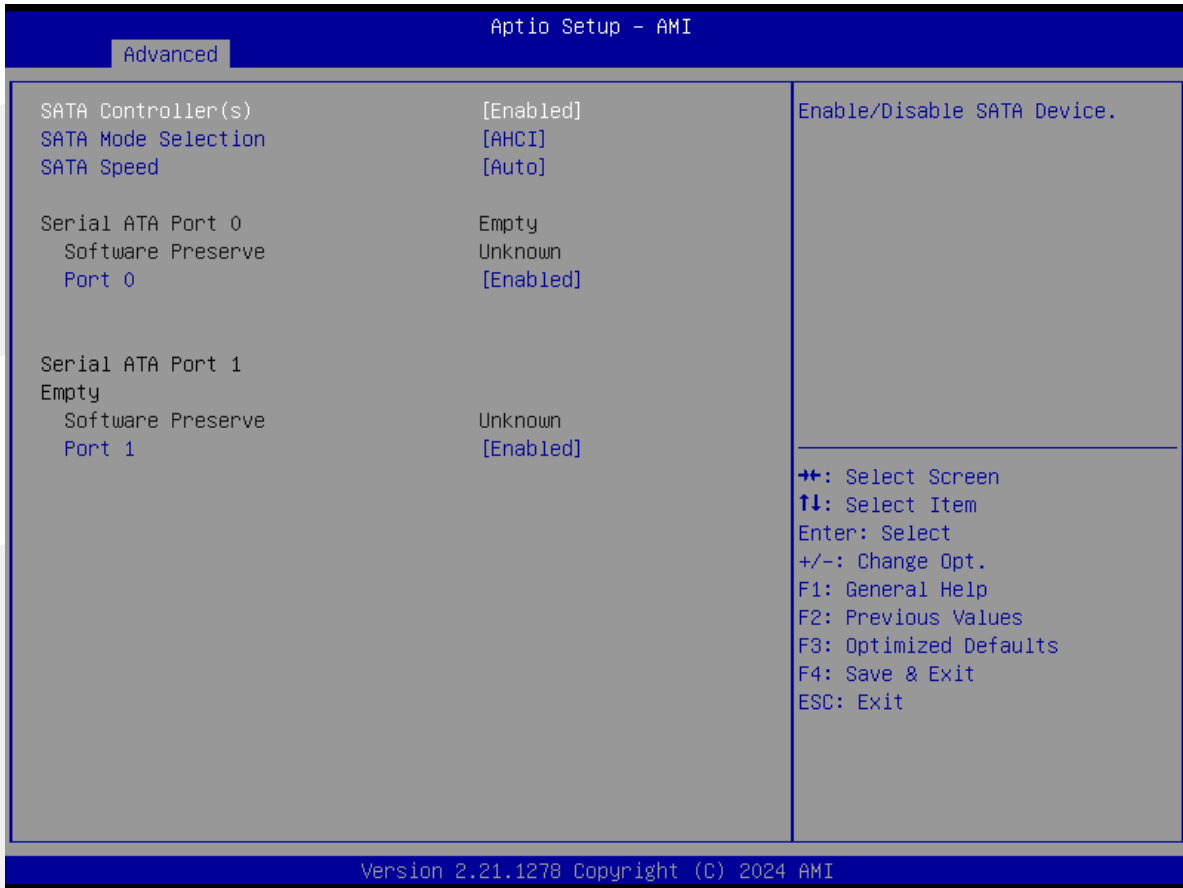 Aptio Setup – AMI
Advanced
SATA Controller(s) [Enabled]
SATA Mode Selection [AHCI]
SATA Speed [Auto]
Serial ATA Port 0 Empty
Software Preserve Unknown
Port 0 [Enabled]
Serial ATA Port 1
Empty
Software Preserve Unknown
Port 1 [Enabled]
Enable/Disable SATA Device.
→←: Select Screen
↑↓: Select Item
Enter: Select
+/-: Change Opt.
F1: General Help
F2: Previous Values
F3: Optimized Defaults
F4: Save & Exit
ESC: Exit
Version 2.21.1278 Copyright (C) 2024 AMI